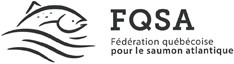 FQSA
Fédération québécoise
pour le saumon atlantique